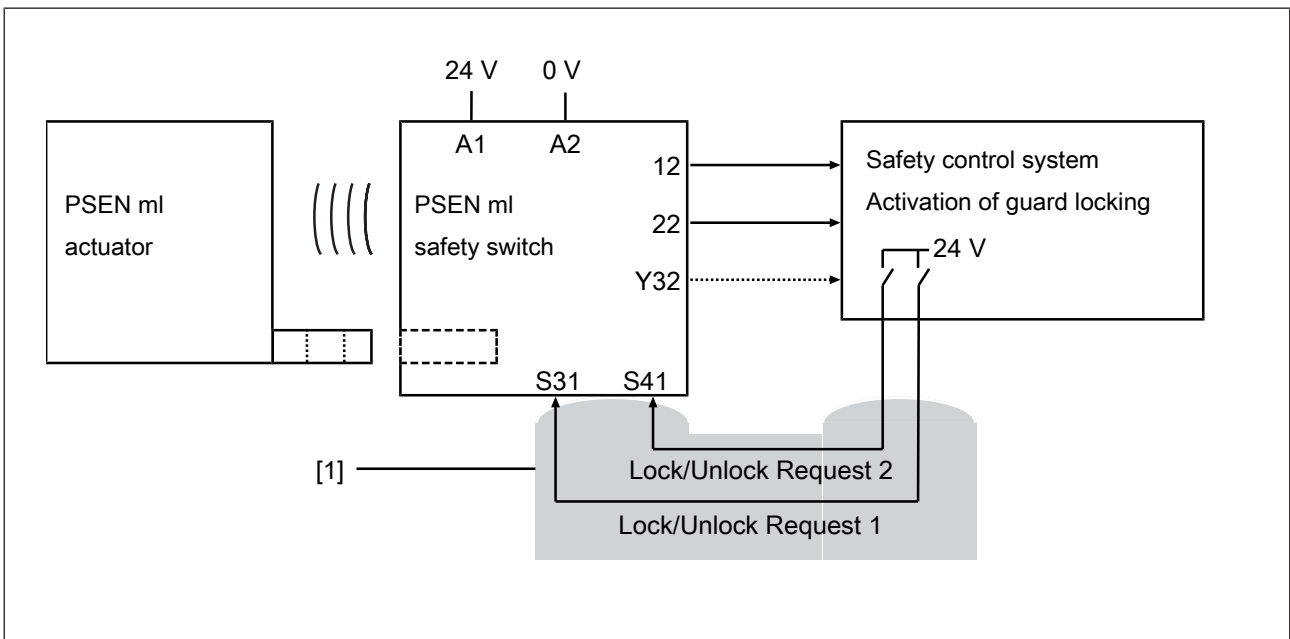 24 V
0 V
A1
A2
12
22
Y32
PSEN ml
actuator
PSEN ml
safety switch
S31
S41
Safety control system
Activation of guard locking
24 V
[1]
Lock/Unlock Request 2
Lock/Unlock Request 1